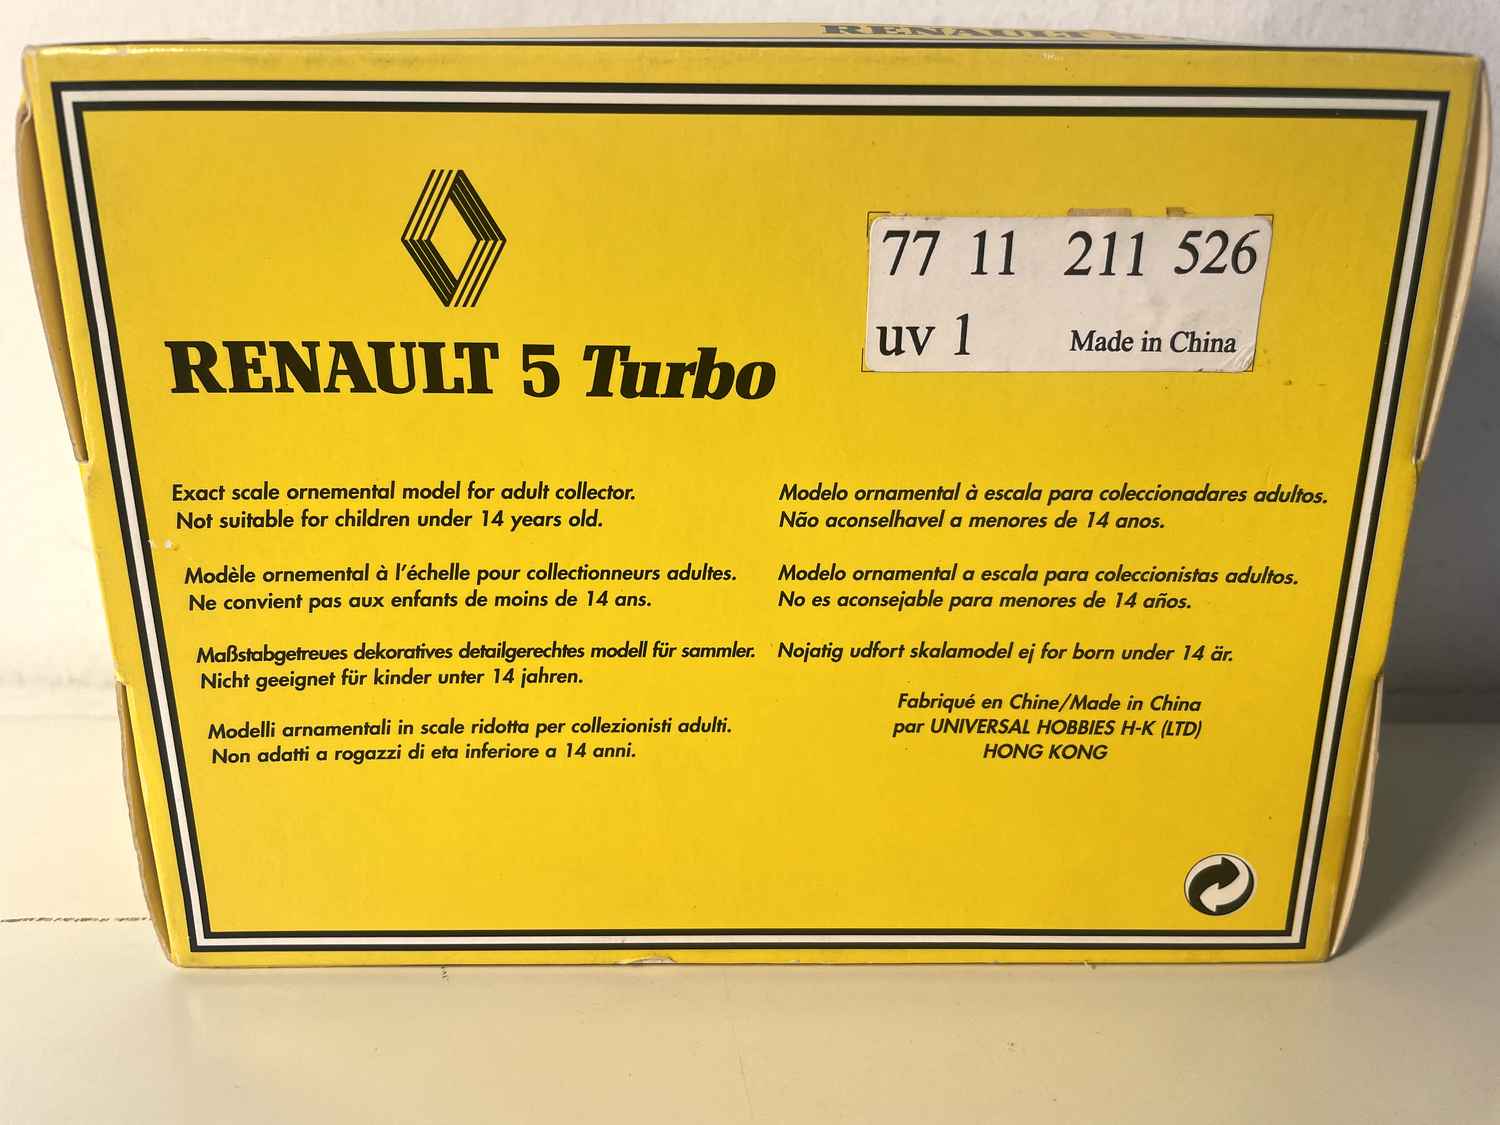 RENAULT 5
RENAULT 5 Turbo
77 11 211 526
uv 1 Made in China
Exact scale ornemental model for adult collector.
Not suitable for children under 14 years old.
Modèle ornemental à l'échelle pour collectionneurs adultes.
Ne convient pas aux enfants de moins de 14 ans.
Maßstabgetreues dekoratives detailgerechtes modell für sammler.
Nicht geeignet für kinder unter 14 jahren.
Modelli arnamentali in scale ridotta per collezionisti adulti.
Non adatti a rogazzi di eta inferiore a 14 anni.
Modelo ornamental à escala para coleccionadares adultos.
Não aconselhavel a menores de 14 anos.
Modelo ornamental a escala para coleccionistas adultos.
No es aconsejable para menores de 14 años.
Nojatig udfort skalamodel ej for born under 14 är.
Fabriqué en Chine/Made in China
par UNIVERSAL HOBBIES H-K (LTD)
HONG KONG